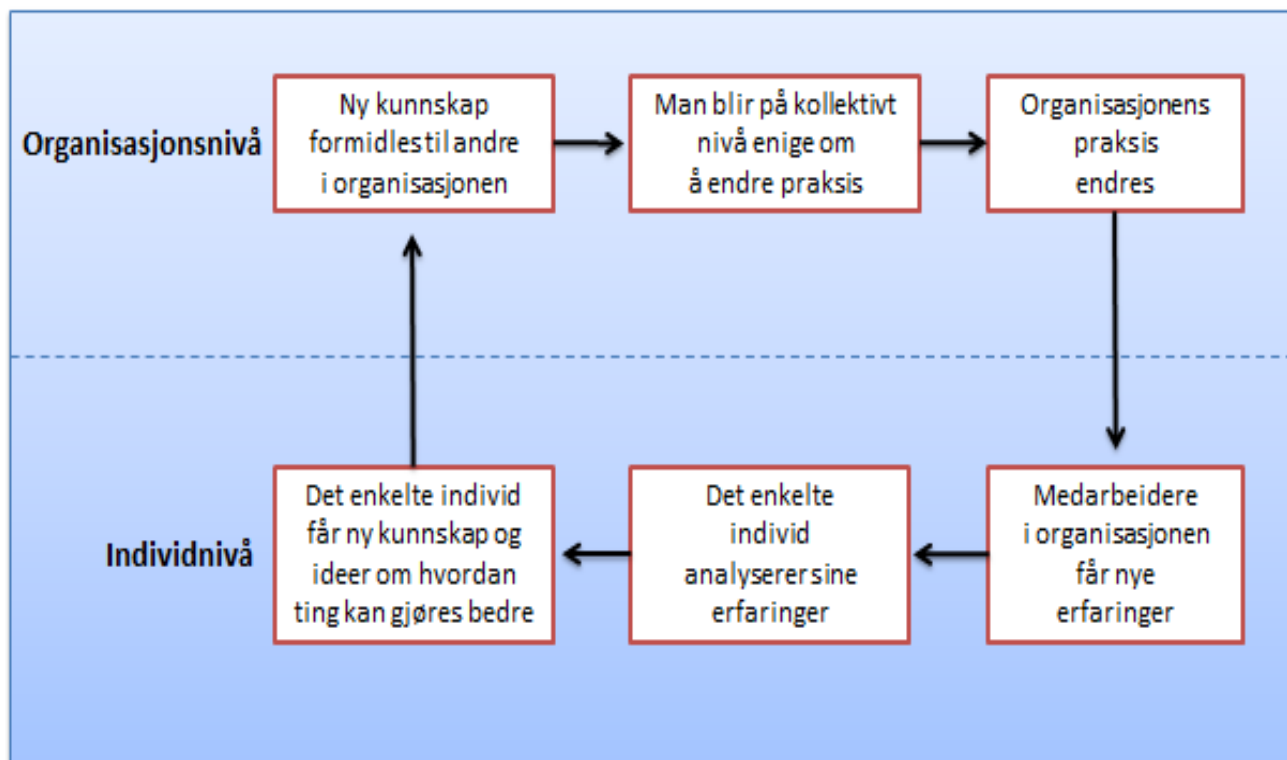 Organisasjonsnivå
Ny kunnskap
formidles til andre
i organisasjonen
Man blir på kollektivt
nivå enige om
å endre praksis
Organisasjonens
praksis
endres
Individnivå
Det enkelte individ
får ny kunnskap og
ideer om hvordan
ting kan gjøres bedre
Det enkelte
individ
analyserer sine
erfaringer
Medarbeidere
i organisasjonen
får nye
erfaringer